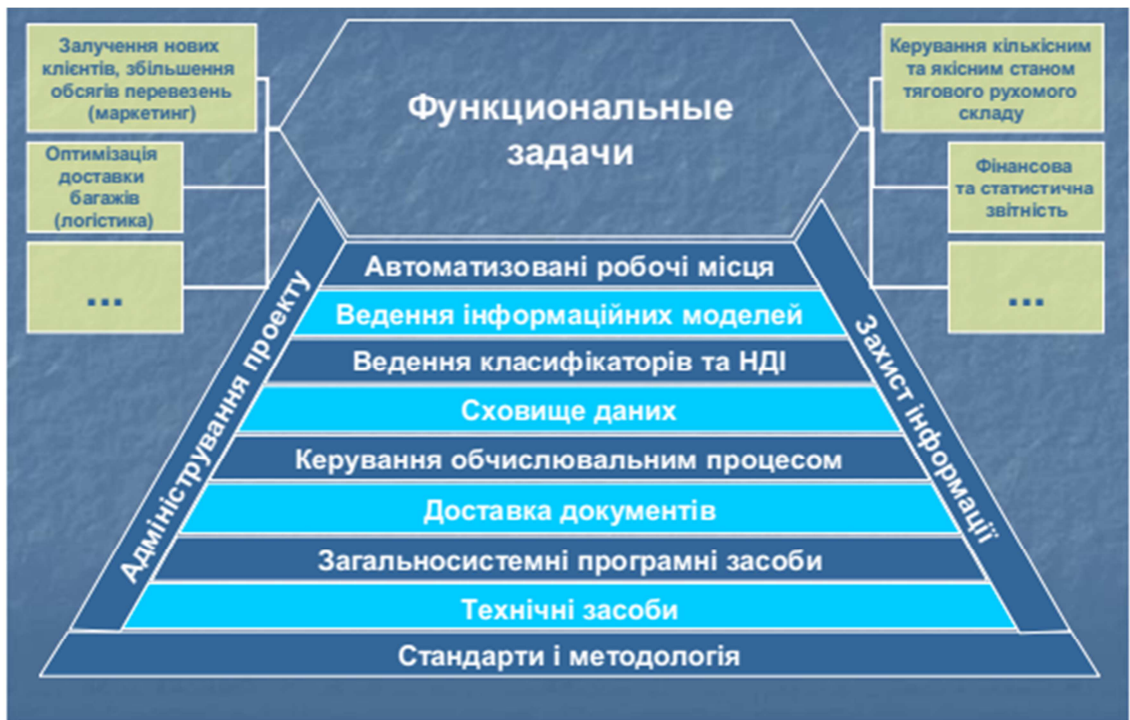 Залучення нових
клієнтів, збільшення
обсягів перевезень
(маркетинг)
Оптимізація
доставки
багажів
(логістика)
...
Функциональные
задачи
Керування кількісним
та якісним станом
тягового рухомого
складу
Фінансова
та статистична
звітність
...
Адміністрування проекту
Автоматизовані робочі місця
Ведення інформаційних моделей
Ведення класифікаторів та НДІ
Сховище даних
Керування обчислювальним процесом
Доставка документів
Загальносистемні програмні засоби
Технічні засоби
Стандарти і методологія
Захист інформації